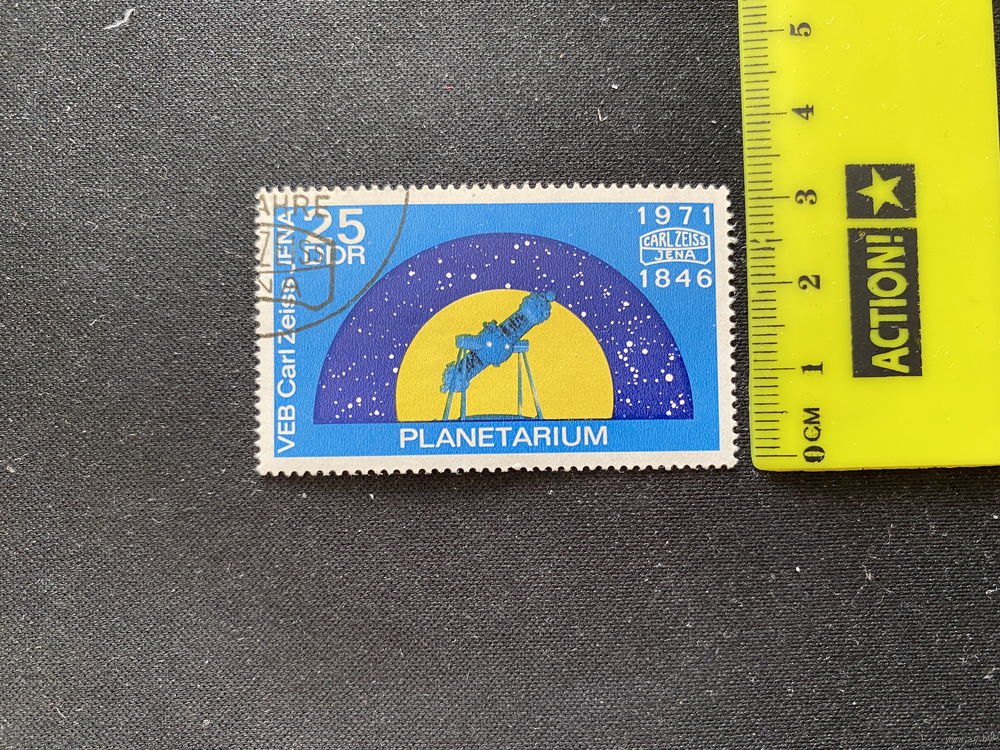 25
DDR
VEB Carl Zeiss JENA
1971
CARL ZEISS
JENA
1846
PLANETARIUM
5
4
3
2
1
0 CM
ACTION!